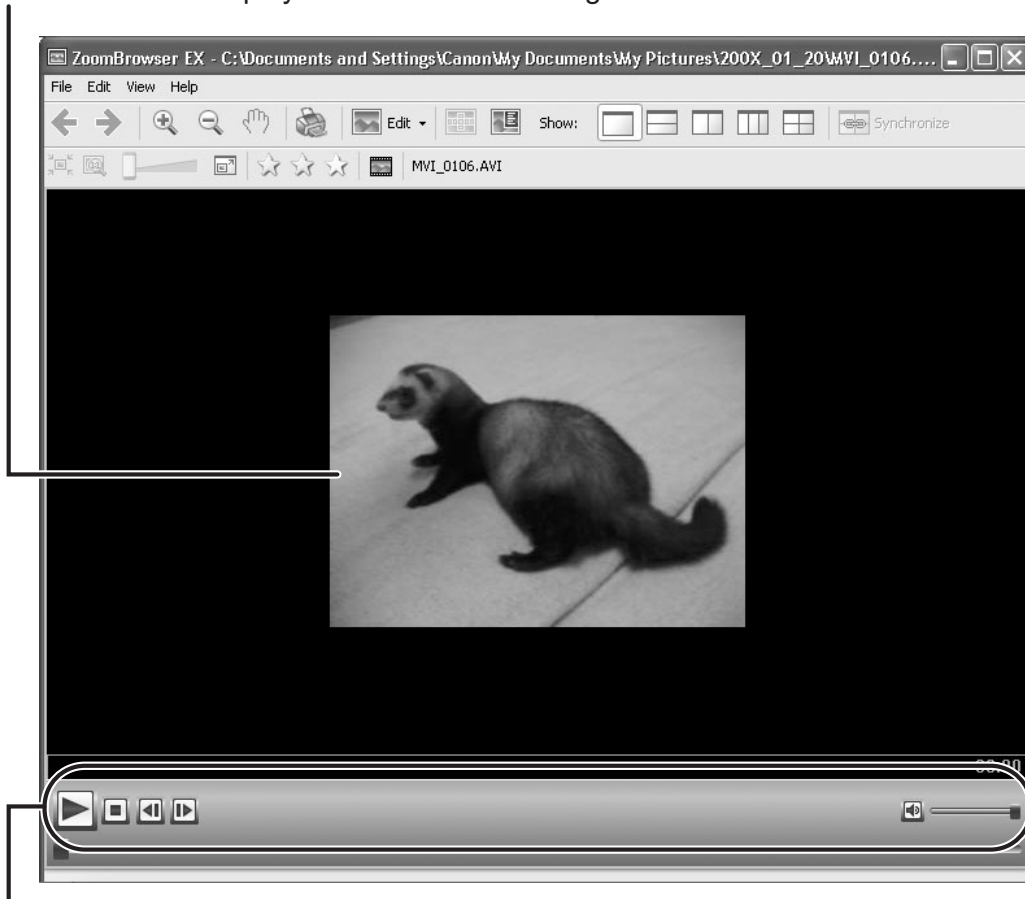 ZoomBrowser EX - C:\Documents and Settings\Canon\My Documents\My Pictures\200X_01_20\MVI_0106....
File Edit View Help
Edit Show: Synchronize
MVI_0106.AVI